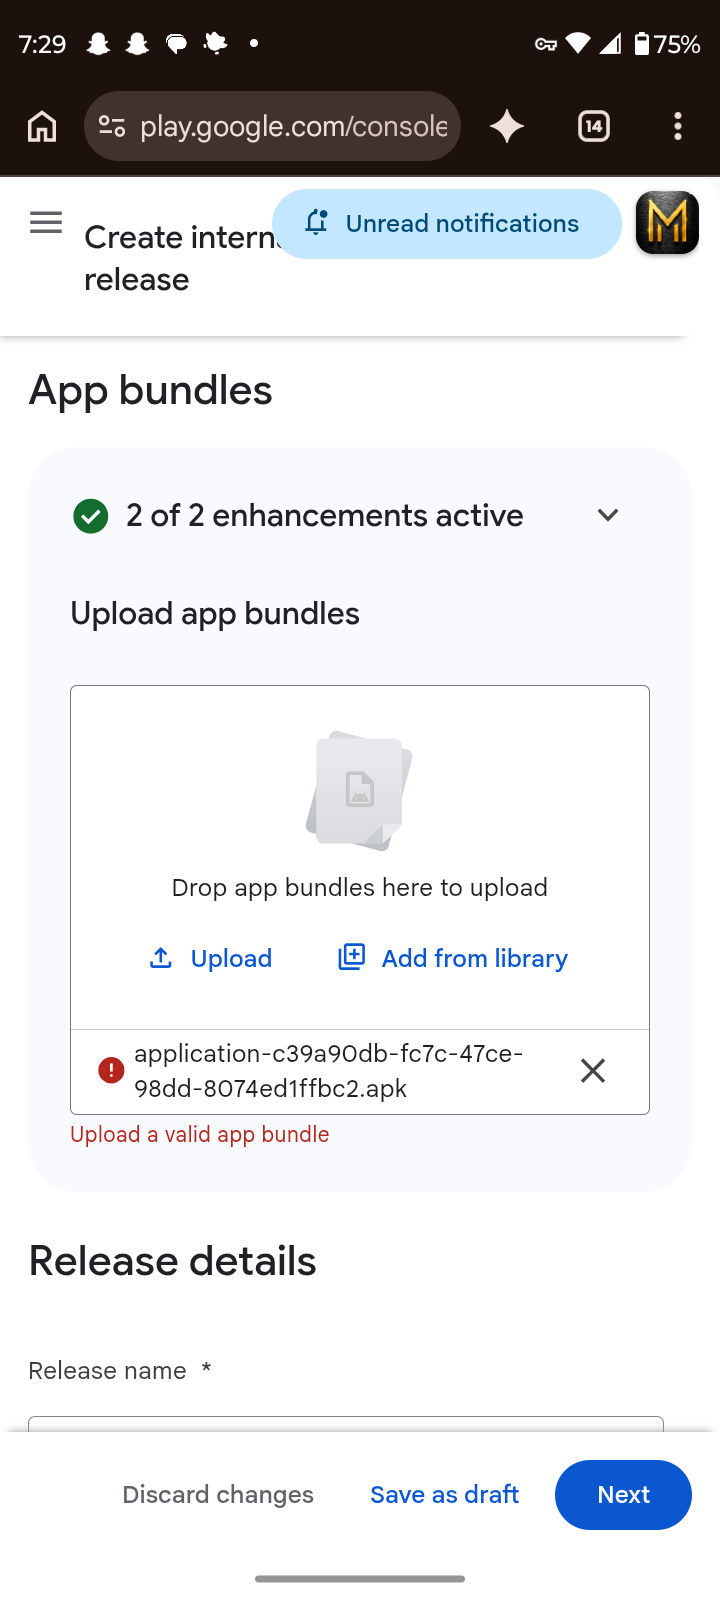 7:29
75%
play.google.com/console
14
Create intern
release
Unread notifications
M
App bundles
2 of 2 enhancements active
Upload app bundles
Drop app bundles here to upload
Upload
Add from library
application-c39a90db-fc7c-47ce-
98dd-8074ed1ffbc2.apk
Upload a valid app bundle
Release details
Release name *
Discard changes
Save as draft
Next